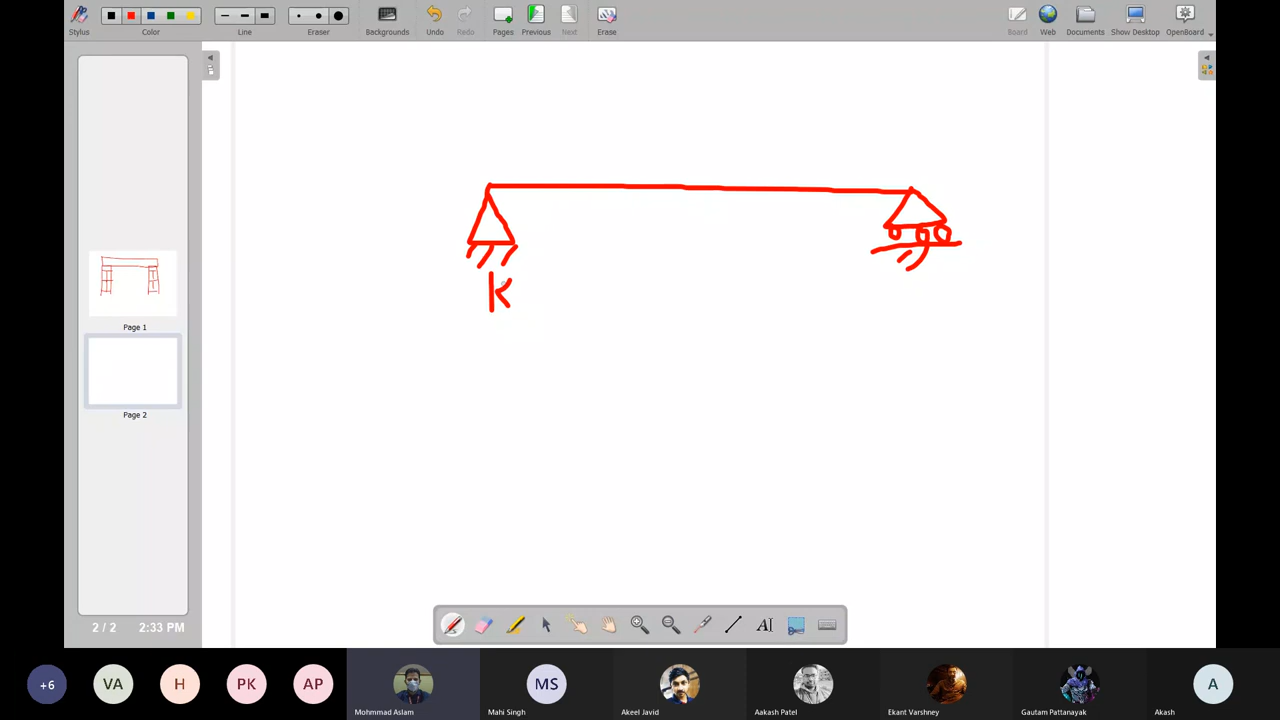 Stylus
Color
Line
Eraser
Backgrounds
Undo
Redo
Pages
Previous
Next
Erase
Board
Web
Documents
Show Desktop
OpenBoard
K
Page 1
Page 2
2 / 2 2:33 PM
AI
+6
VA
H
PK
AP
Mohmmad Aslam
MS
Mahi Singh
Akeel Javid
Aakash Patel
Ekant Varshney
Gautam Pattanayak
A
Akash